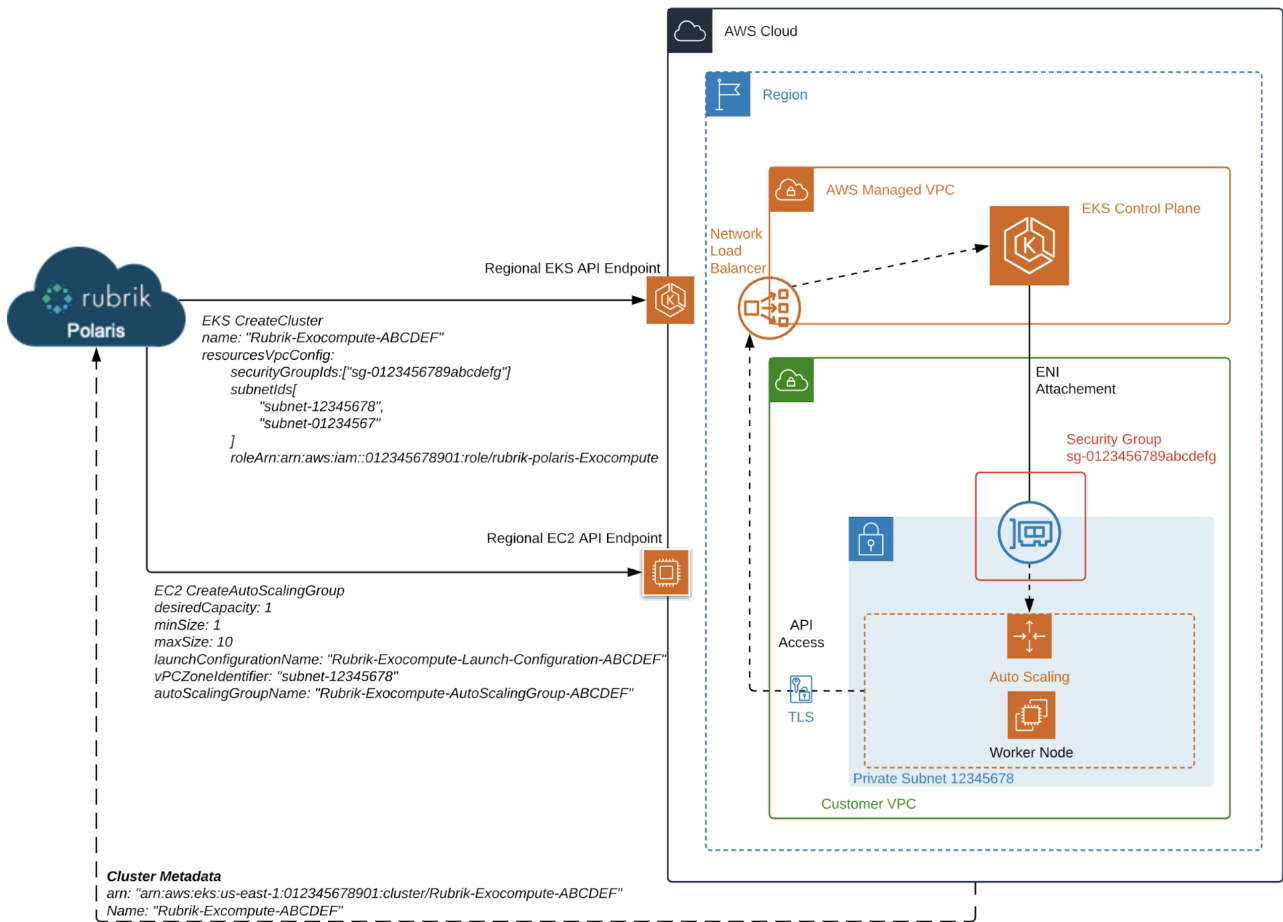 AWS Cloud
Region
AWS Managed VPC
EKS Control Plane
Network
Load
Balancer
Regional EKS API Endpoint
rubrik
Polaris
EKS CreateCluster
name: "Rubrik-Exocompute-ABCDEF"
resourcesVpcConfig:
securityGroupIds:["sg-0123456789abcdefg"]
subnetIds[
"subnet-12345678",
"subnet-01234567"
]
roleArn:arn:aws:iam::012345678901:role/rubrik-polaris-Exocompute
ENI
Attachement
Security Group
sg-0123456789abcdefg
Regional EC2 API Endpoint
EC2 CreateAutoScalingGroup
desiredCapacity: 1
minSize: 1
maxSize: 10
launchConfigurationName: "Rubrik-Exocompute-Launch-Configuration-ABCDEF"
vPCZoneIdentifier: "subnet-12345678"
autoScalingGroupName: "Rubrik-Exocompute-AutoScalingGroup-ABCDEF"
API
Access
TLS
Auto Scaling
Worker Node
Private Subnet 12345678
Customer VPC
Cluster Metadata
arn: "arn:aws:eks:us-east-1:012345678901:cluster/Rubrik-Exocompute-ABCDEF"
Name: "Rubrik-Excompute-ABCDEF"